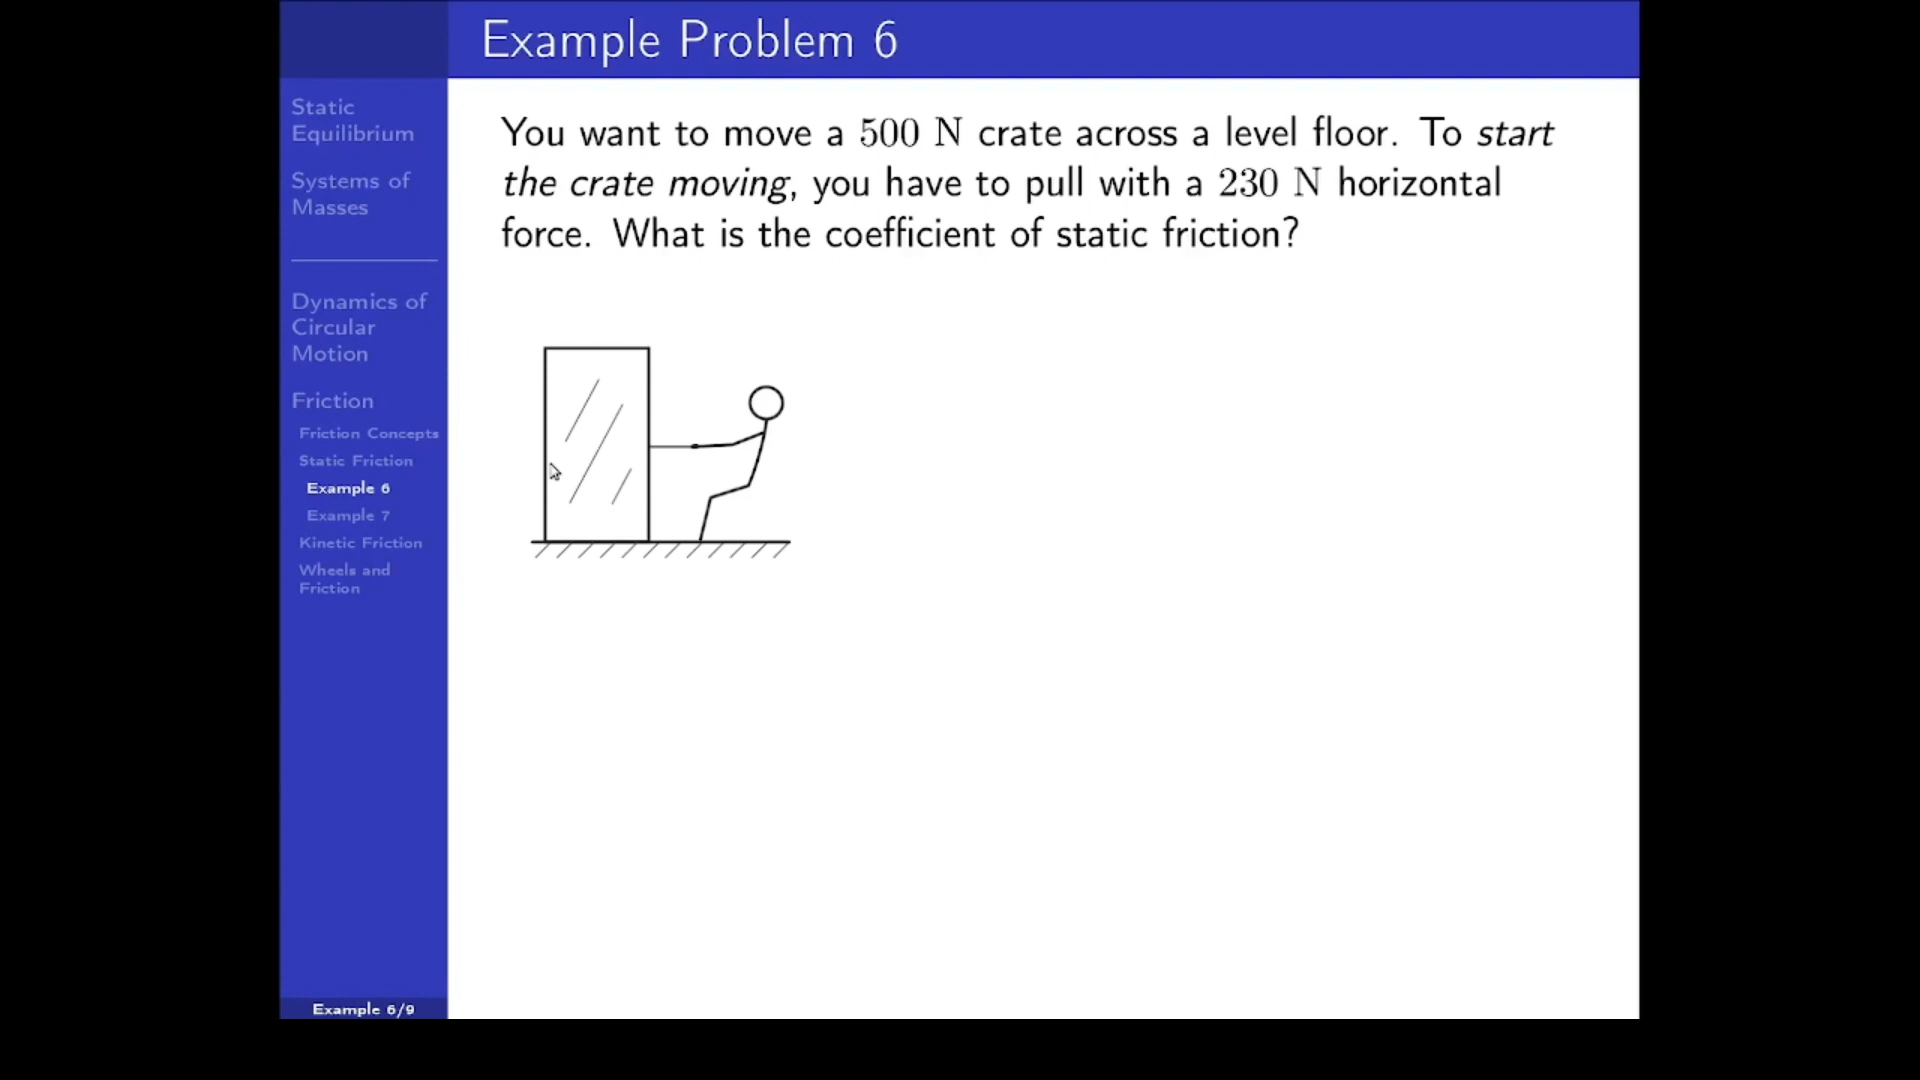 Example Problem 6
Static
Equilibrium
Systems of
Masses
Dynamics of
Circular
Motion
Friction
Friction Concepts
Static Friction
Example 6
Example 7
Kinetic Friction
Wheels and
Friction
Example 6/9
You want to move a 500 N crate across a level floor. To start
the crate moving, you have to pull with a 230 N horizontal
force. What is the coefficient of static friction?